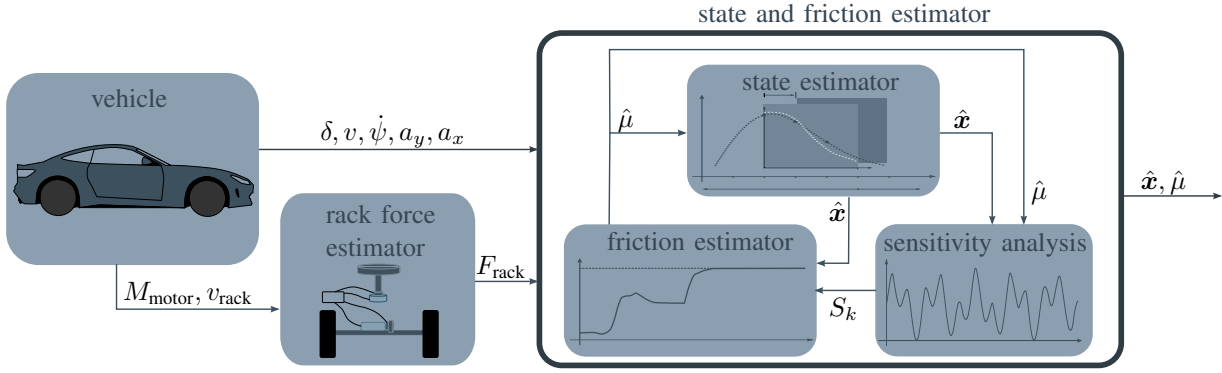 state and friction estimator
vehicle
state estimator
δ, v, ψ̇, a_y, a_x
μ̂
x̂
x̂, μ̂
x̂
μ̂
rack force
estimator
friction estimator
sensitivity analysis
F_rack
M_motor, v_rack
S_k